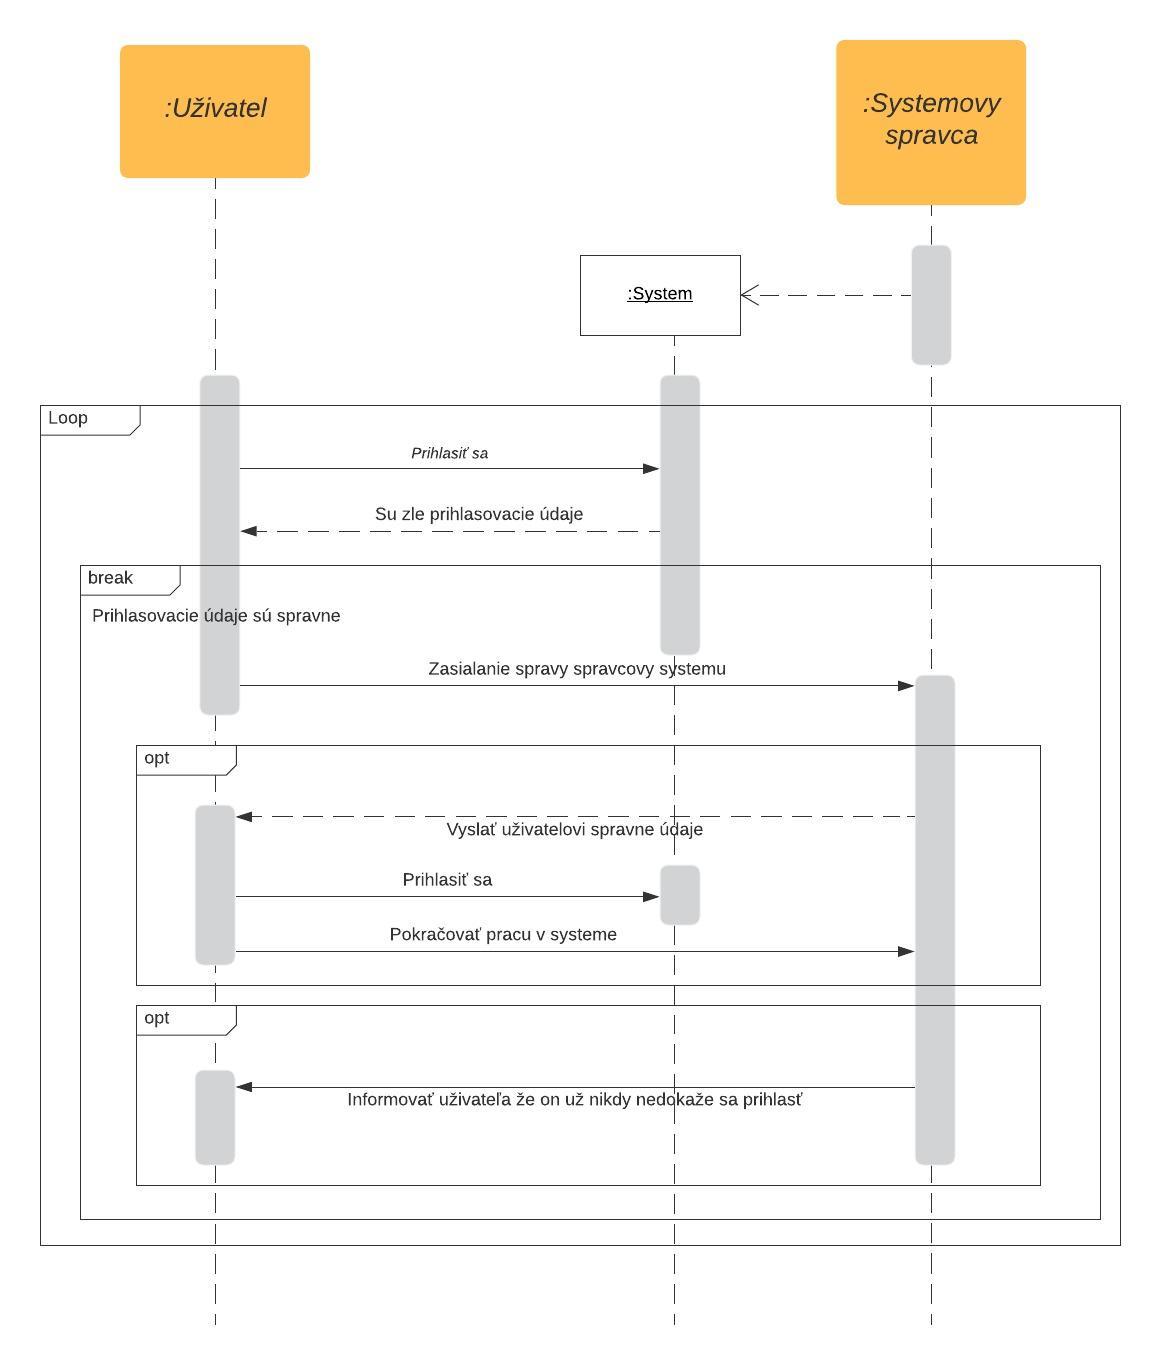 :Uživatel
:Systemovy
spravca
:System
Loop
Prihlasiť sa
Su zle prihlasovacie údaje
break
Prihlasovacie údaje sú spravne
Zasialanie spravy spravcovy systemu
opt
Vyslať uživatelovi spravne údaje
Prihlasiť sa
Pokračovať pracu v systeme
opt
Informovať uživateľa že on už nikdy nedokaže sa prihlasť